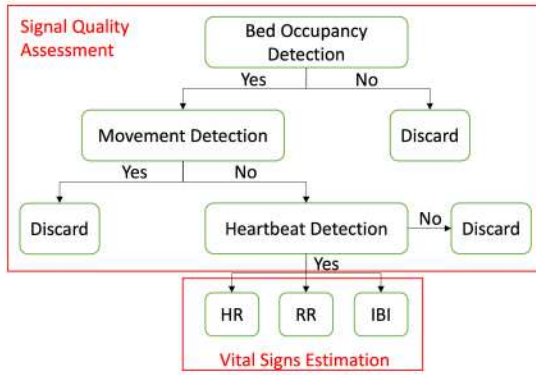 Signal Quality
Assessment
Bed Occupancy
Detection
Yes
No
Movement Detection
Discard
Yes
No
Discard
Heartbeat Detection
No
Discard
Yes
HR
RR
IBI
Vital Signs Estimation